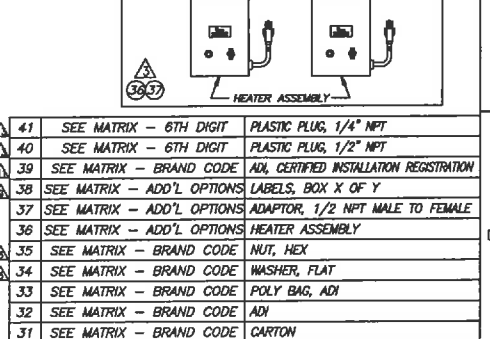 3
36 37
HEATER ASSEMBLY
41 SEE MATRIX – 6TH DIGIT PLASTIC PLUG, 1/4" NPT
40 SEE MATRIX – 6TH DIGIT PLASTIC PLUG, 1/2" NPT
39 SEE MATRIX – BRAND CODE ADI, CERTIFIED INSTALLATION REGISTRATION
38 SEE MATRIX – ADD'L OPTIONS LABELS, BOX X OF Y
37 SEE MATRIX – ADD'L OPTIONS ADAPTOR, 1/2 NPT MALE TO FEMALE
36 SEE MATRIX – ADD'L OPTIONS HEATER ASSEMBLY
35 SEE MATRIX – BRAND CODE NUT, HEX
34 SEE MATRIX – BRAND CODE WASHER, FLAT
33 SEE MATRIX – BRAND CODE POLY BAG, ADI
32 SEE MATRIX – BRAND CODE ADI
31 SEE MATRIX – BRAND CODE CARTON